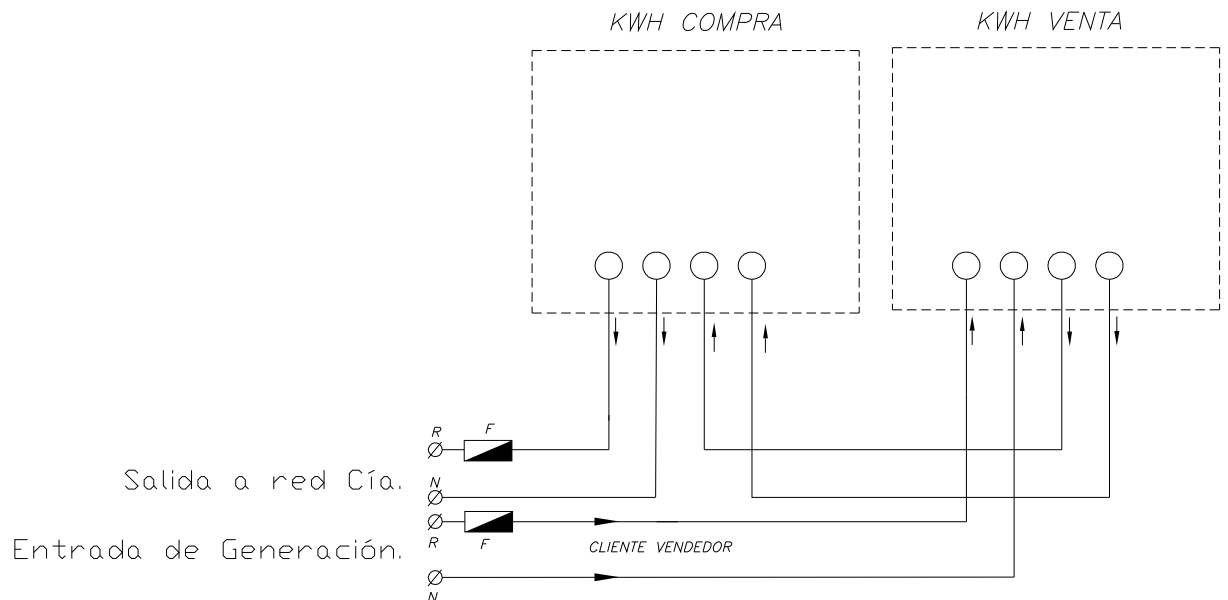 KWH COMPRA
KWH VENTA
R
F
Salida a red Cía.
N
Entrada de Generación.
R
F
CLIENTE VENDEDOR
N